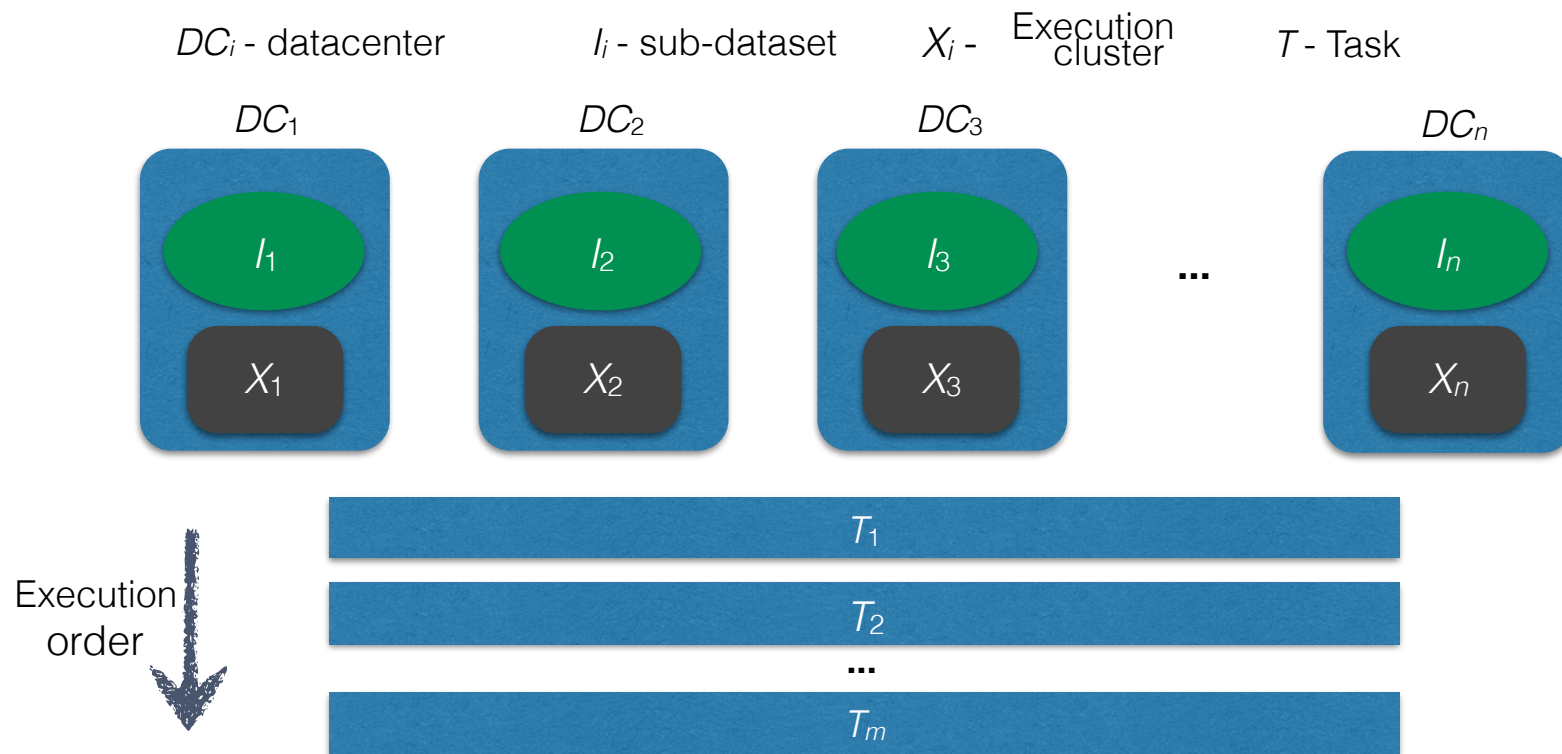 DCi - datacenter Ii - sub-dataset Xi - Execution cluster T - Task
DC1 DC2 DC3 DCn
I1 I2 I3 ... In
X1 X2 X3 Xn
T1
T2
...
Tm
Execution
order